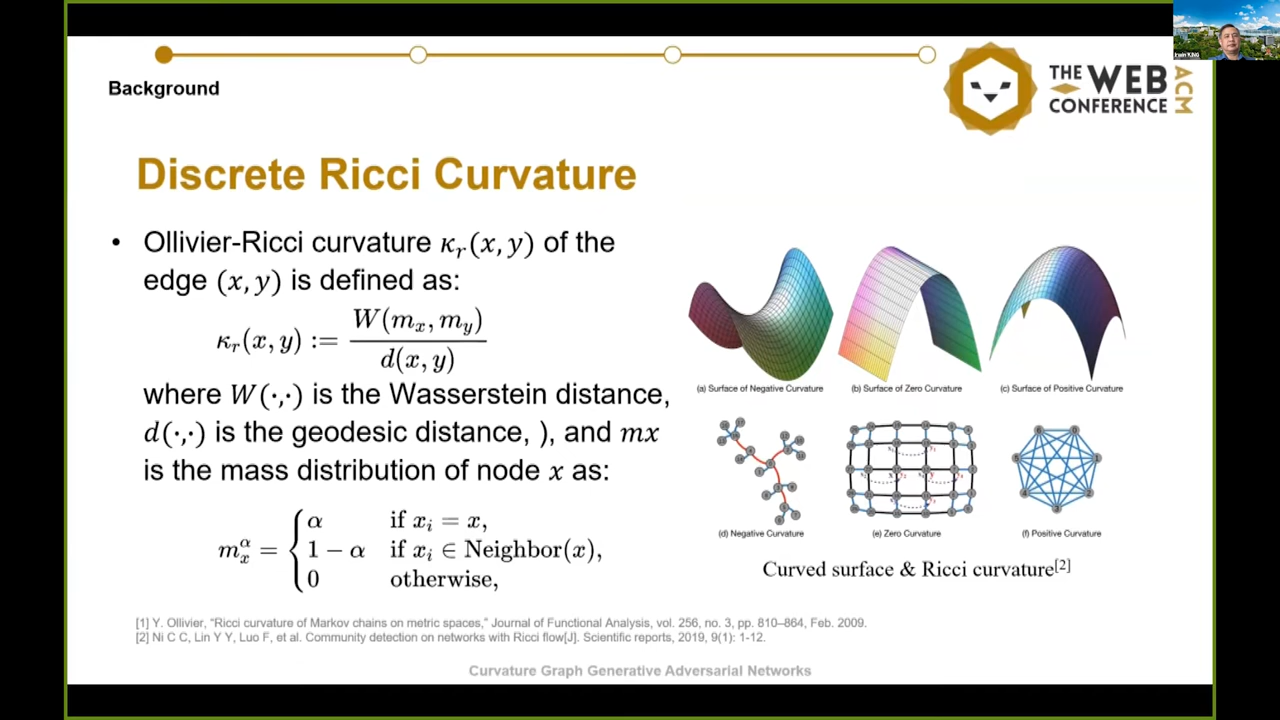 Background
THE WEB
CONFERENCE
ACM
Irwin KING
Discrete Ricci Curvature
• Ollivier-Ricci curvature κᵣ(x, y) of the
edge (x, y) is defined as:
κᵣ(x, y) := W(mₓ, m_y) / d(x, y)
where W(·,·) is the Wasserstein distance,
d(·,·) is the geodesic distance, ), and mx
is the mass distribution of node x as:
mₓ^α = { α if xᵢ = x,
1 − α if xᵢ ∈ Neighbor(x),
0 otherwise,
(a) Surface of Negative Curvature
(b) Surface of Zero Curvature
(c) Surface of Positive Curvature
(d) Negative Curvature
(e) Zero Curvature
(f) Positive Curvature
Curved surface & Ricci curvature[2]
[1] Y. Ollivier, “Ricci curvature of Markov chains on metric spaces,” Journal of Functional Analysis, vol. 256, no. 3, pp. 810–864, Feb. 2009.
[2] Ni C C, Lin Y Y, Luo F, et al. Community detection on networks with Ricci flow[J]. Scientific reports, 2019, 9(1): 1-12.
Curvature Graph Generative Adversarial Networks